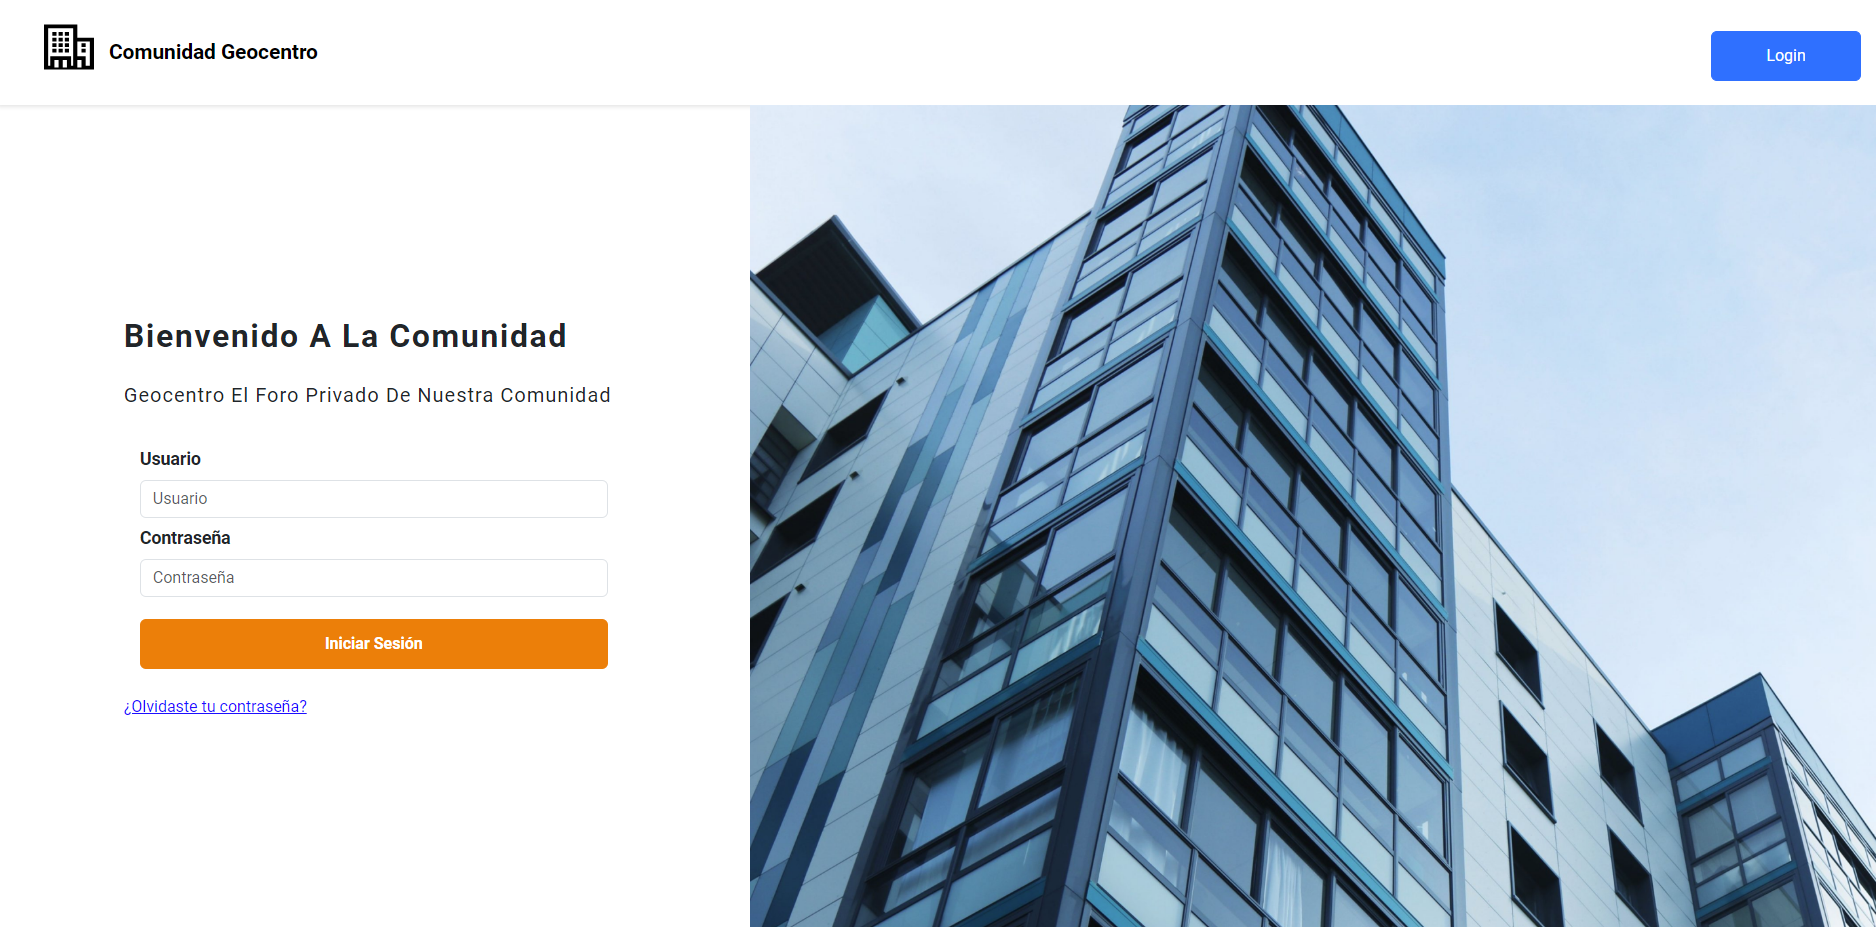 Comunidad Geocentro
Login
Bienvenido A La Comunidad
Geocentro El Foro Privado De Nuestra Comunidad
Usuario
Usuario
Contraseña
Contraseña
Iniciar Sesión
¿Olvidaste tu contraseña?